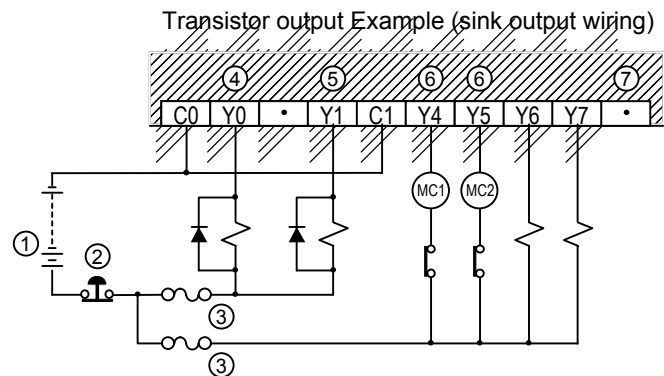 Transistor output Example (sink output wiring)
④ ⑤ ⑥ ⑥ ⑦
C0 Y0 • Y1 C1 Y4 Y5 Y6 Y7 •
MC1 MC2
①
②
③
③